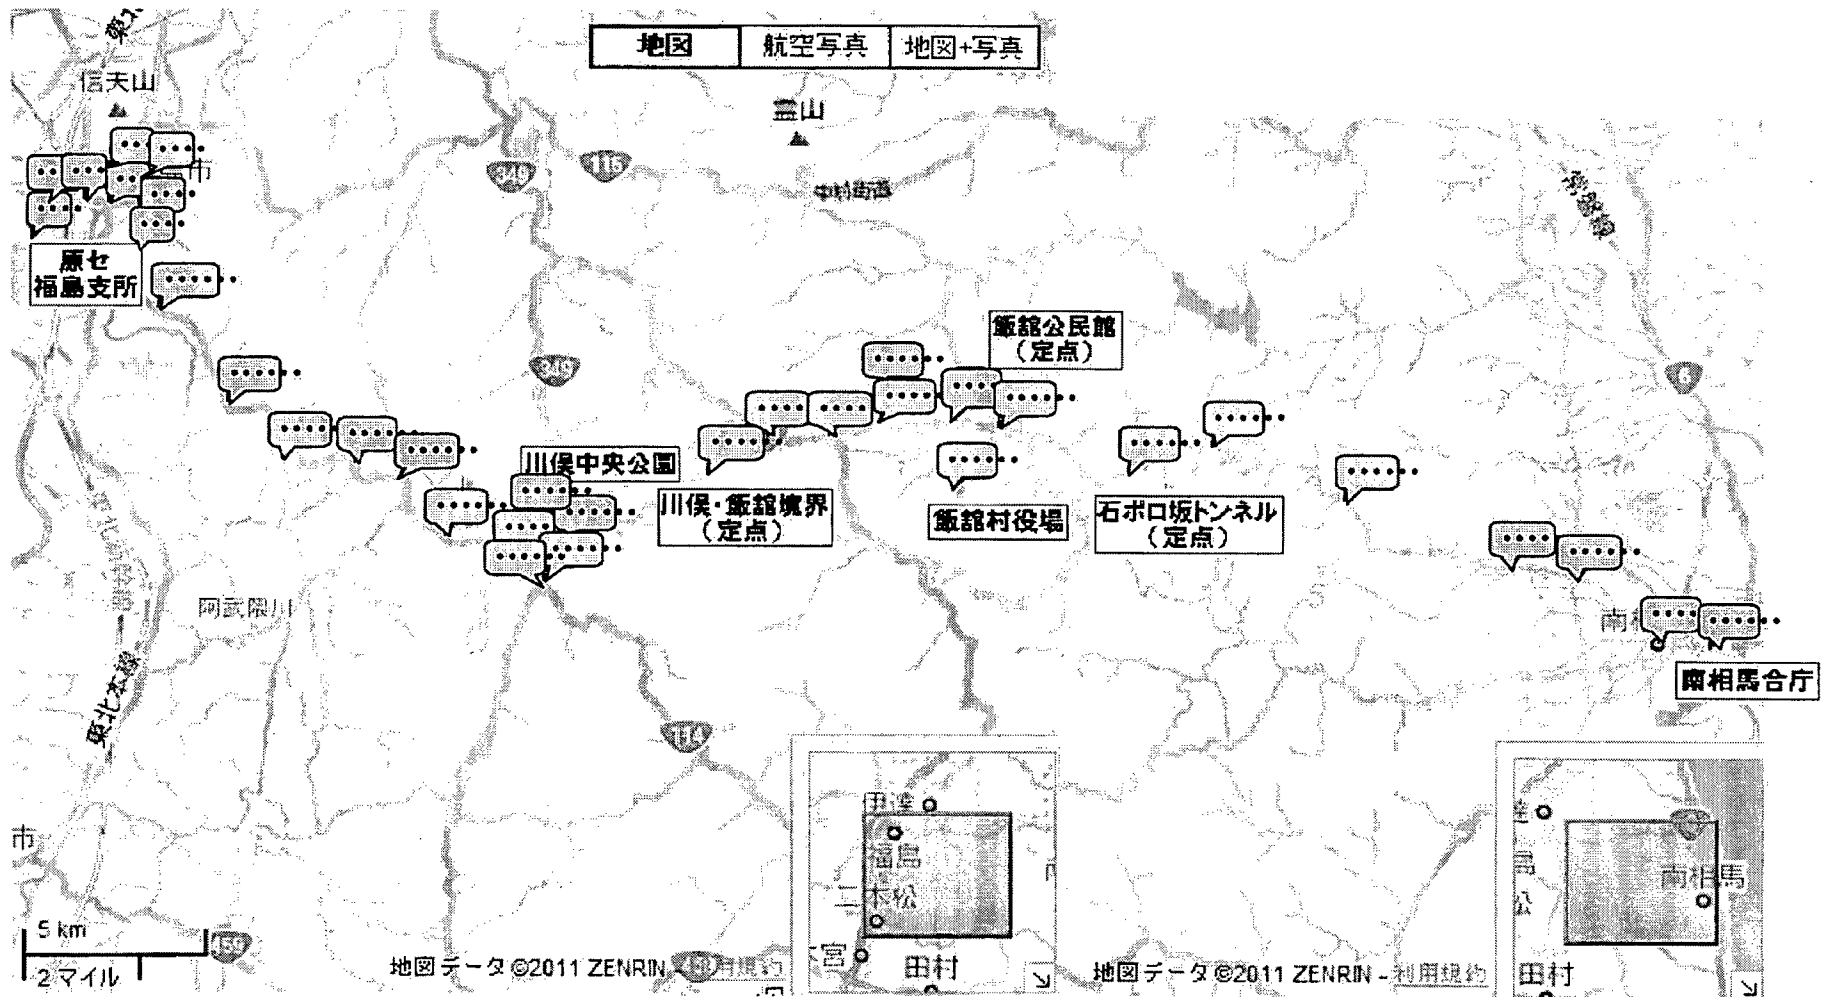 地図
航空写真
地図+写真
信夫山
霊山
市
349
115
中村街道
常磐線
原セ
福島支所
飯舘公民館
(定点)
349
6
川俣中央公園
川俣・飯舘境界
(定点)
飯舘村役場
石ポロ坂トンネル
(定点)
阿武隈川
東北本線
南相馬合庁
114
市
伊達
福島
二本松
南相馬
5 km
2 マイル
459
地図データ ©2011 ZENRIN - 利用規約
田村
地図データ ©2011 ZENRIN - 利用規約
田村